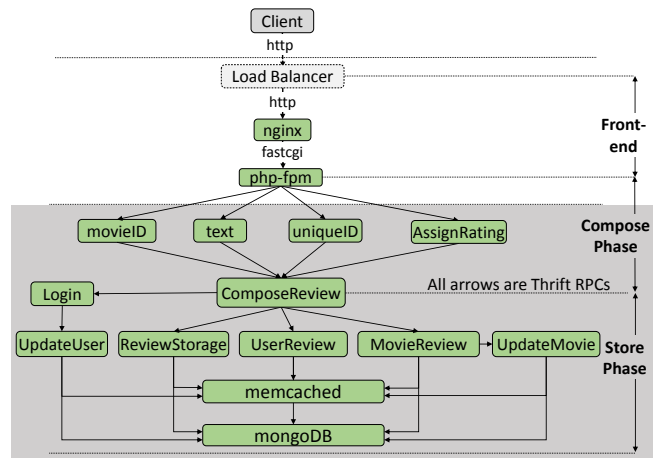 Client
http
Load Balancer
http
nginx
Front-
end
fastcgi
php-fpm
movieID
text
uniqueID
AssignRating
Compose
Phase
Login
ComposeReview
All arrows are Thrift RPCs
UpdateUser
ReviewStorage
UserReview
MovieReview
UpdateMovie
Store
Phase
memcached
mongoDB